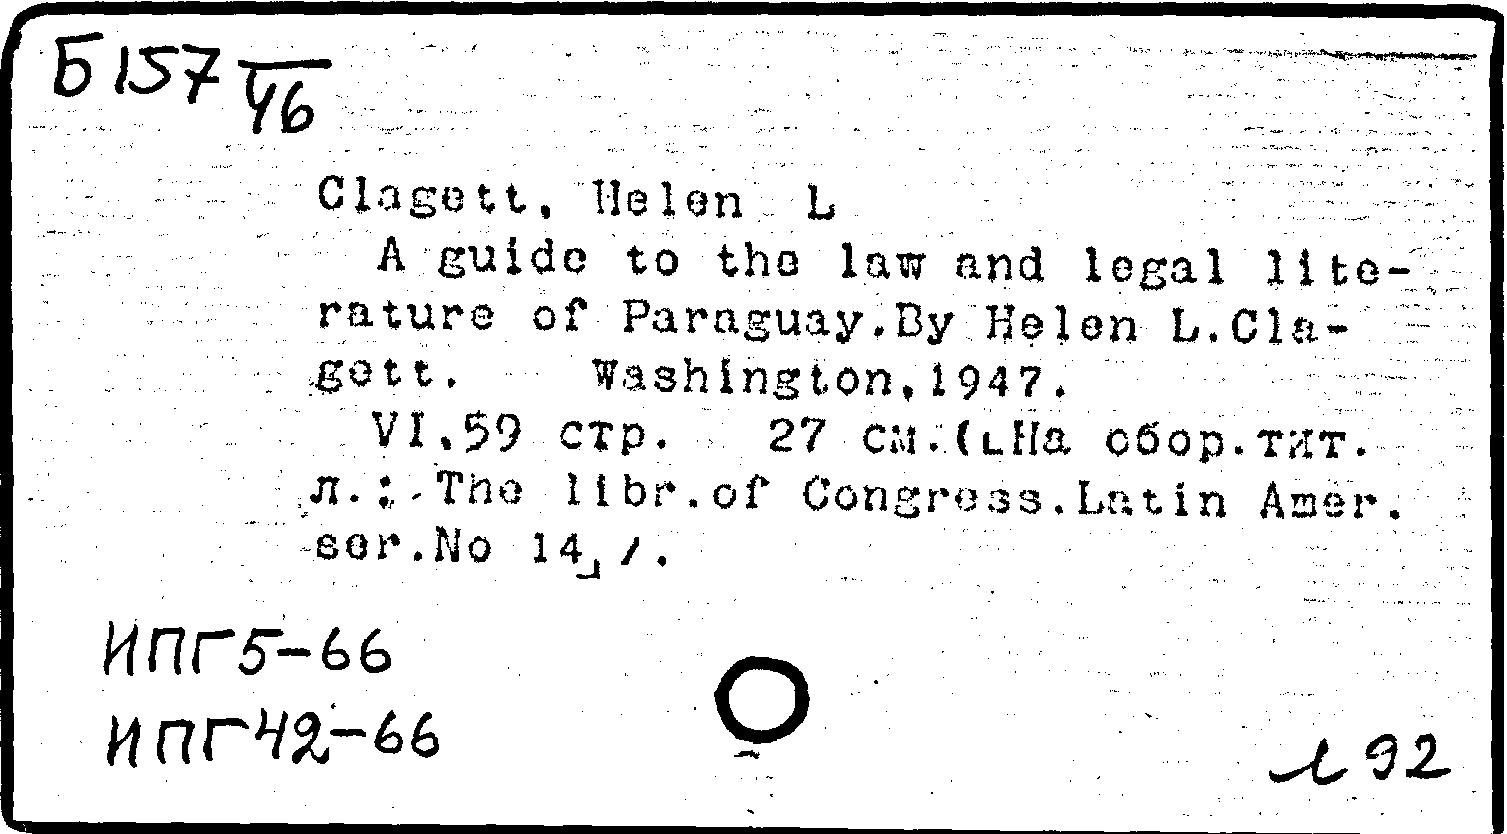 Б 157
46
Clagett, Helen L
A guide to the law and legal lite-
rature of Paraguay.By Helen L.Cla-
gett. Washington,1947.
VI,59 стр. 27 см.(⌞На обор.тит.
л.: The libr.of Congress.Latin Amer.
ser.No 14⌟/.
ИПГ5-66
ИПГ42-66
л 92